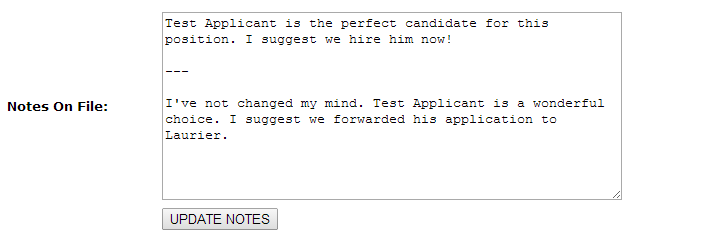 Test Applicant is the perfect candidate for this
position. I suggest we hire him now!
---
Notes On File:
I've not changed my mind. Test Applicant is a wonderful
choice. I suggest we forwarded his application to
Laurier.
UPDATE NOTES